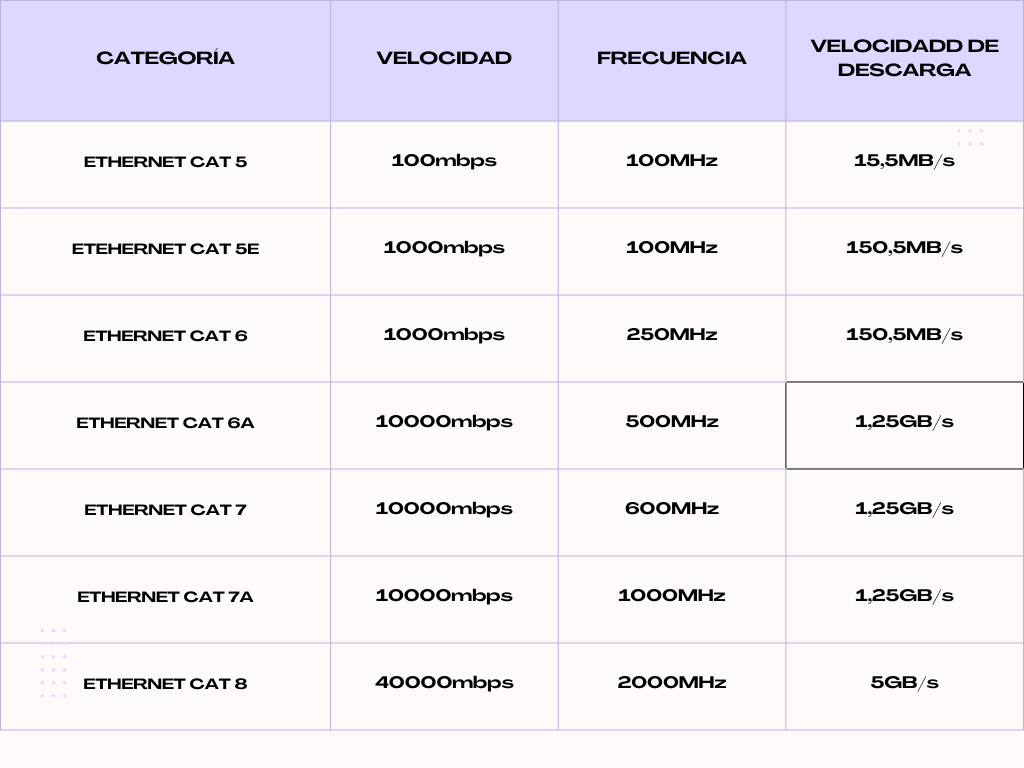 CATEGORÍA VELOCIDAD FRECUENCIA VELOCIDADD DE DESCARGA
ETHERNET CAT 5 100mbps 100MHz 15,5MB/s
ETEHERNET CAT 5E 1000mbps 100MHz 150,5MB/s
ETHERNET CAT 6 1000mbps 250MHz 150,5MB/s
ETHERNET CAT 6A 10000mbps 500MHz 1,25GB/s
ETHERNET CAT 7 10000mbps 600MHz 1,25GB/s
ETHERNET CAT 7A 10000mbps 1000MHz 1,25GB/s
ETHERNET CAT 8 40000mbps 2000MHz 5GB/s